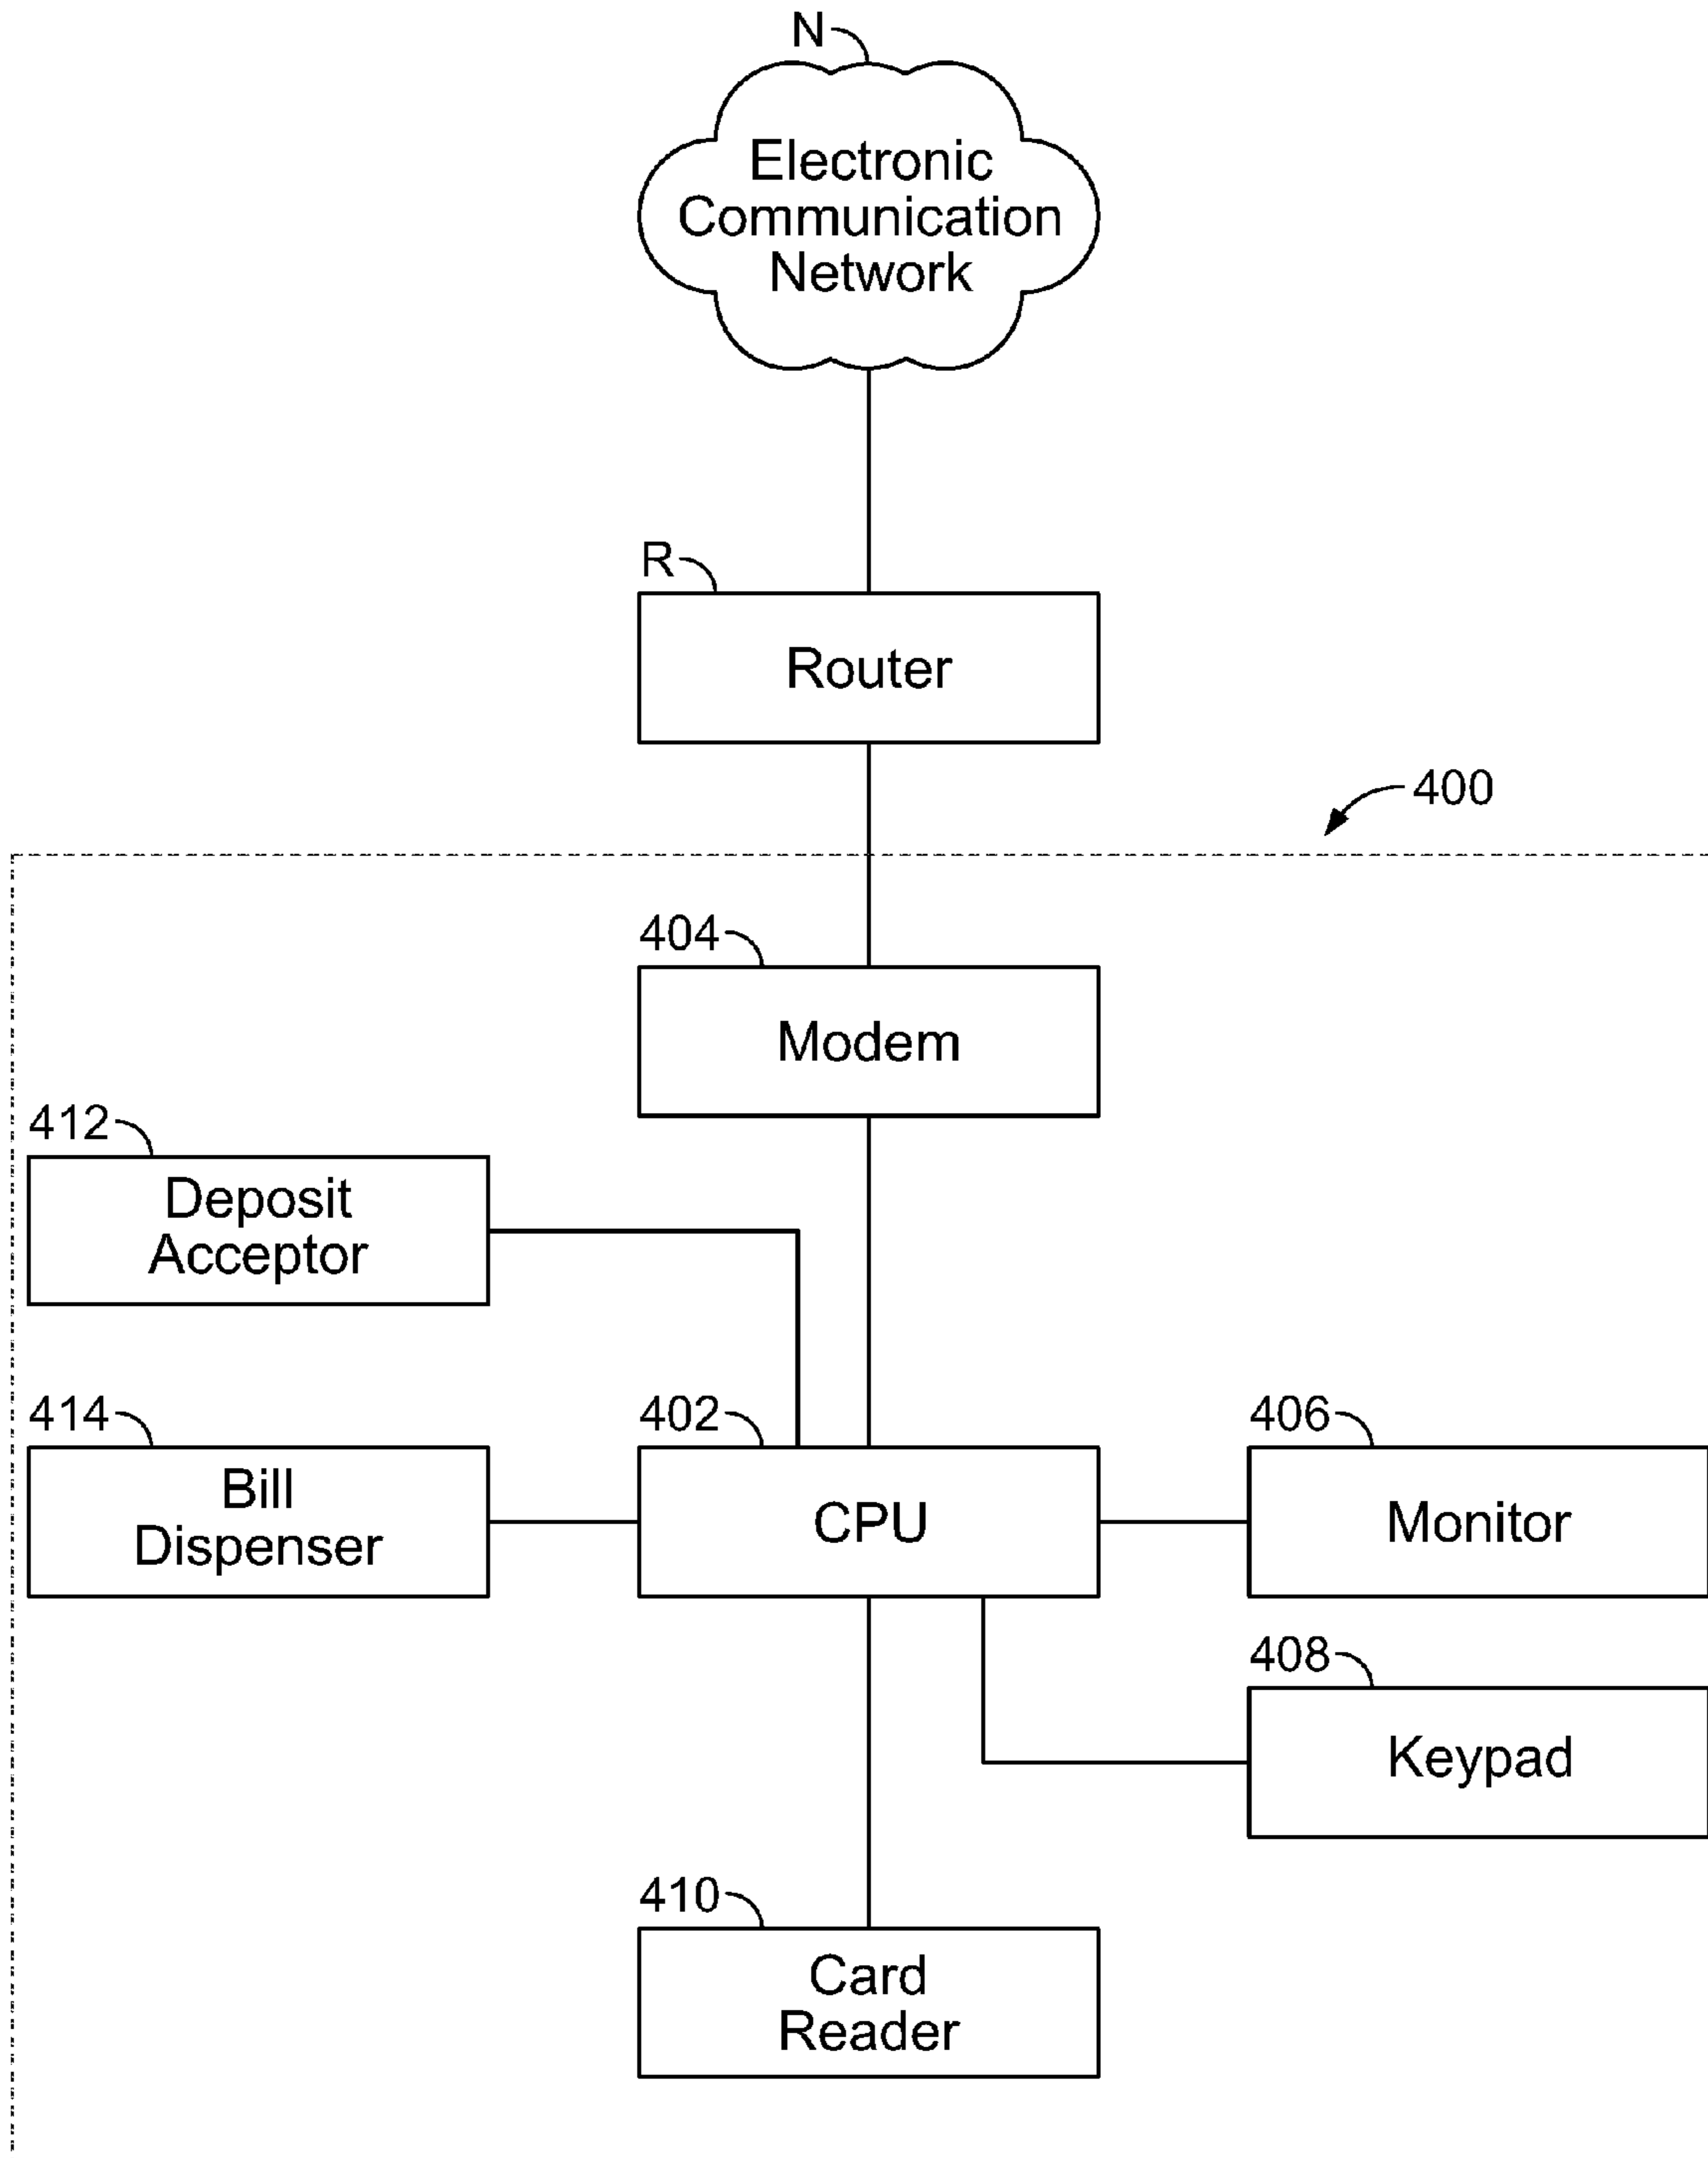 N
Electronic
Communication
Network
R
Router
400
404
Modem
412
Deposit
Acceptor
414
Bill
Dispenser
402
CPU
406
Monitor
408
Keypad
410
Card
Reader